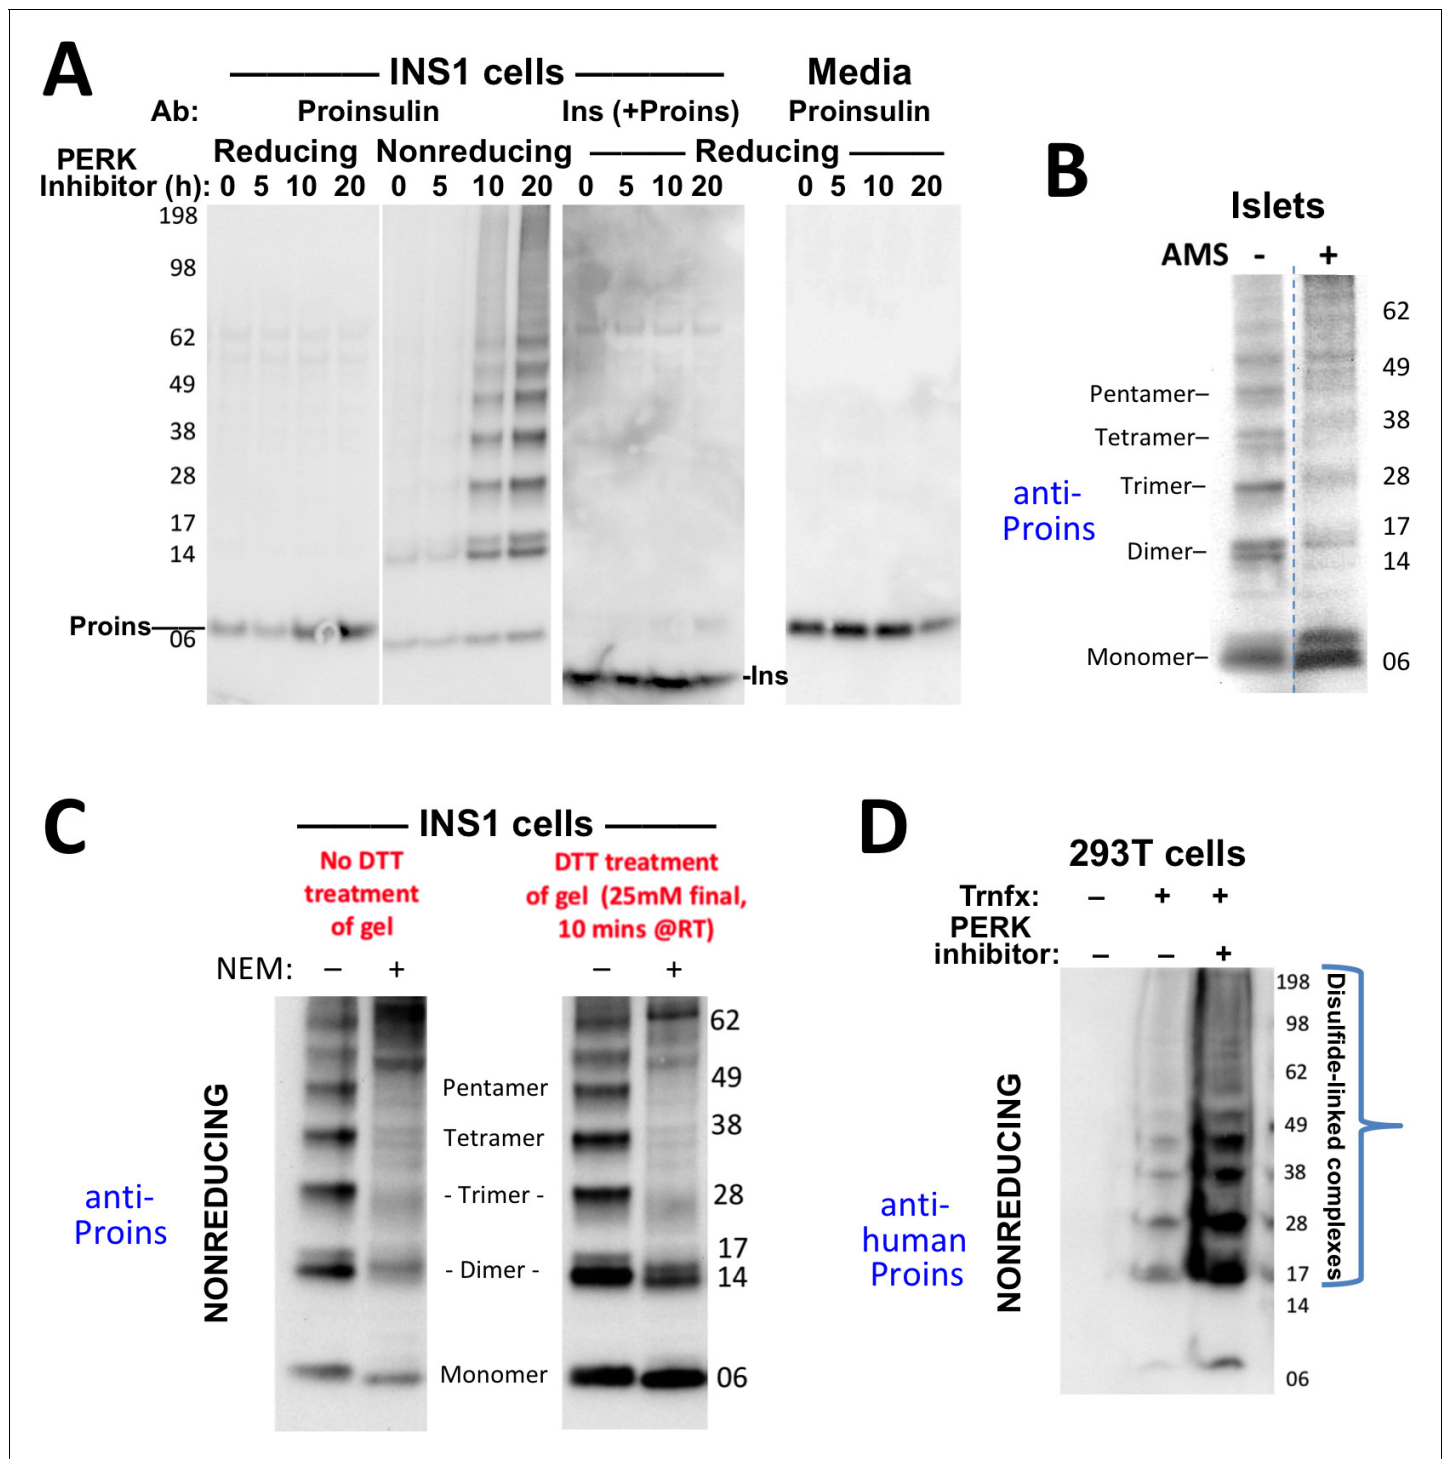 A
INS1 cells
Media
Ab: Proinsulin Ins (+Proins) Proinsulin
PERK Reducing Nonreducing Reducing
Inhibitor (h): 0 5 10 20 0 5 10 20 0 5 10 20 0 5 10 20
198
98
62
49
38
28
17
14
Proins
06
-Ins
B
Islets
AMS - +
62
49
Pentamer–
38
Tetramer–
Trimer–
28
anti-
Proins
17
Dimer–
14
Monomer–
06
C
INS1 cells
No DTT
treatment
of gel
DTT treatment
of gel (25mM final,
10 mins @RT)
NEM: – + – +
62
49
Pentamer
38
Tetramer
- Trimer -
28
anti-
Proins
NONREDUCING
17
- Dimer -
14
Monomer
06
D
293T cells
Trnfx: – + +
PERK
inhibitor: – – +
198
98
62
49
38
28
17
14
06
Disulfide-linked complexes
NONREDUCING
anti-
human
Proins